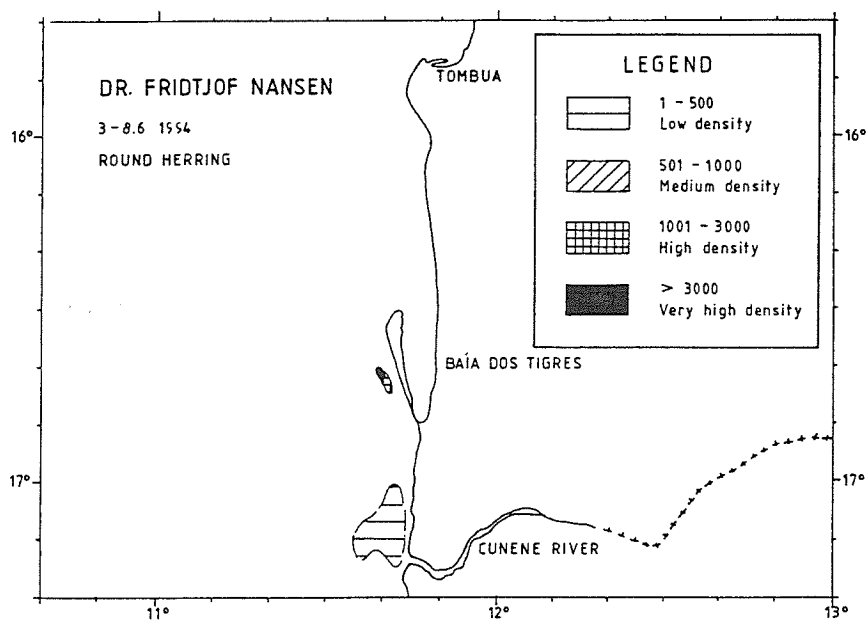 DR. FRIDTJOF NANSEN
3-8.6 1994
ROUND HERRING
TOMBUA
LEGEND
1 - 500
Low density
501 - 1000
Medium density
1001 - 3000
High density
> 3000
Very high density
16°
16°
BAÍA DOS TIGRES
17°
17°
CUNENE RIVER
11°
12°
13°